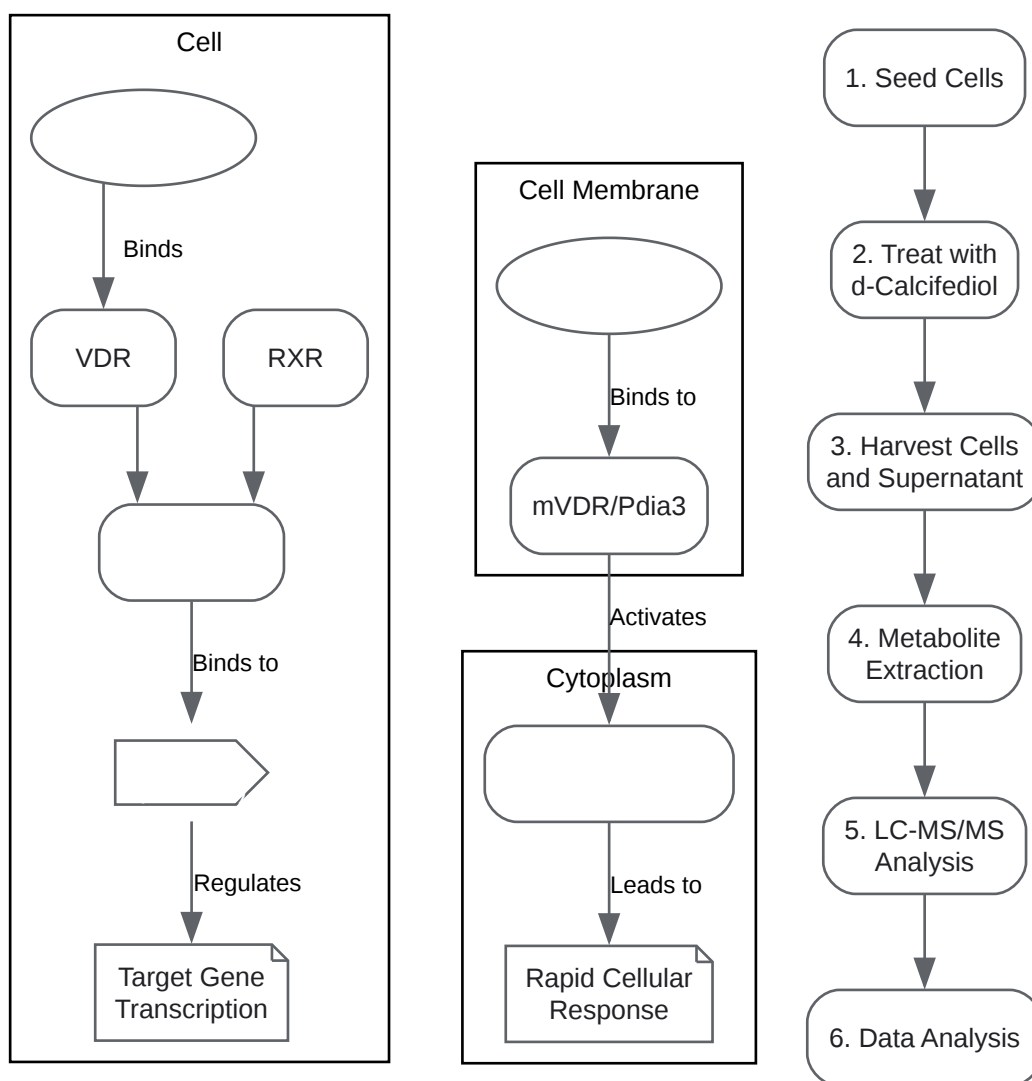 Cell
Binds
VDR
RXR
Binds to
Regulates
Target Gene
Transcription
Cell Membrane
Binds to
mVDR/Pdia3
Activates
Cytoplasm
Leads to
Rapid Cellular
Response
1. Seed Cells
2. Treat with
d-Calcifediol
3. Harvest Cells
and Supernatant
4. Metabolite
Extraction
5. LC-MS/MS
Analysis
6. Data Analysis